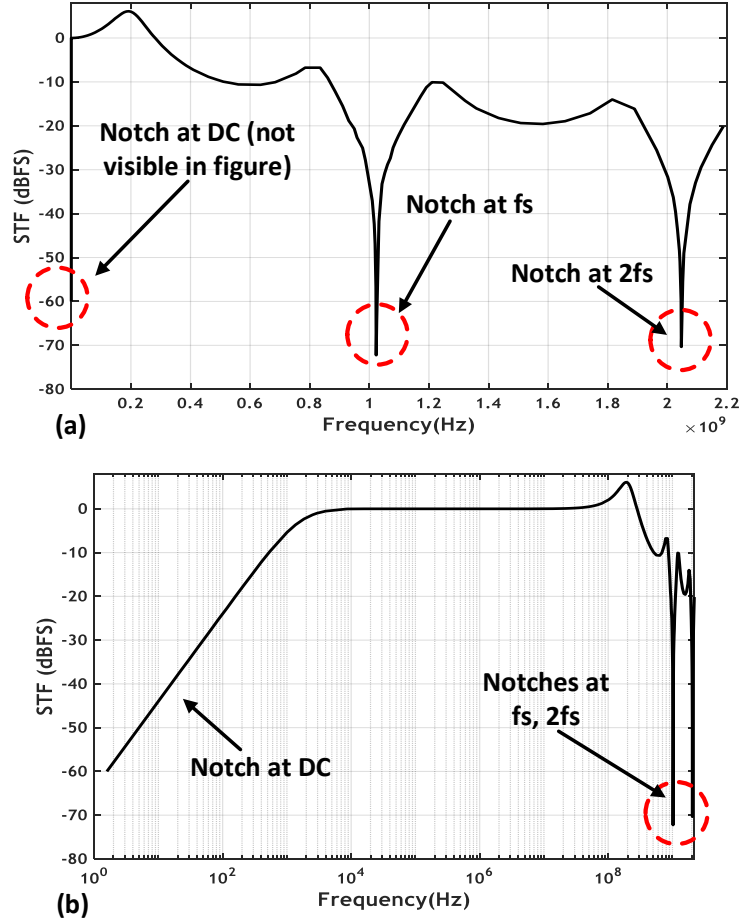 0
-10
-20
-30
-40
-50
-60
-70
-80
STF (dBFS)
Notch at DC (not
visible in figure)
Notch at fs
Notch at 2fs
0.2 0.4 0.6 0.8 1 1.2 1.4 1.6 1.8 2 2.2
Frequency(Hz)
× 10⁹
(a)
0
-10
-20
-30
-40
-50
-60
-70
-80
STF (dBFS)
Notch at DC
Notches at
fs, 2fs
10⁰ 10² 10⁴ 10⁶ 10⁸
Frequency(Hz)
(b)